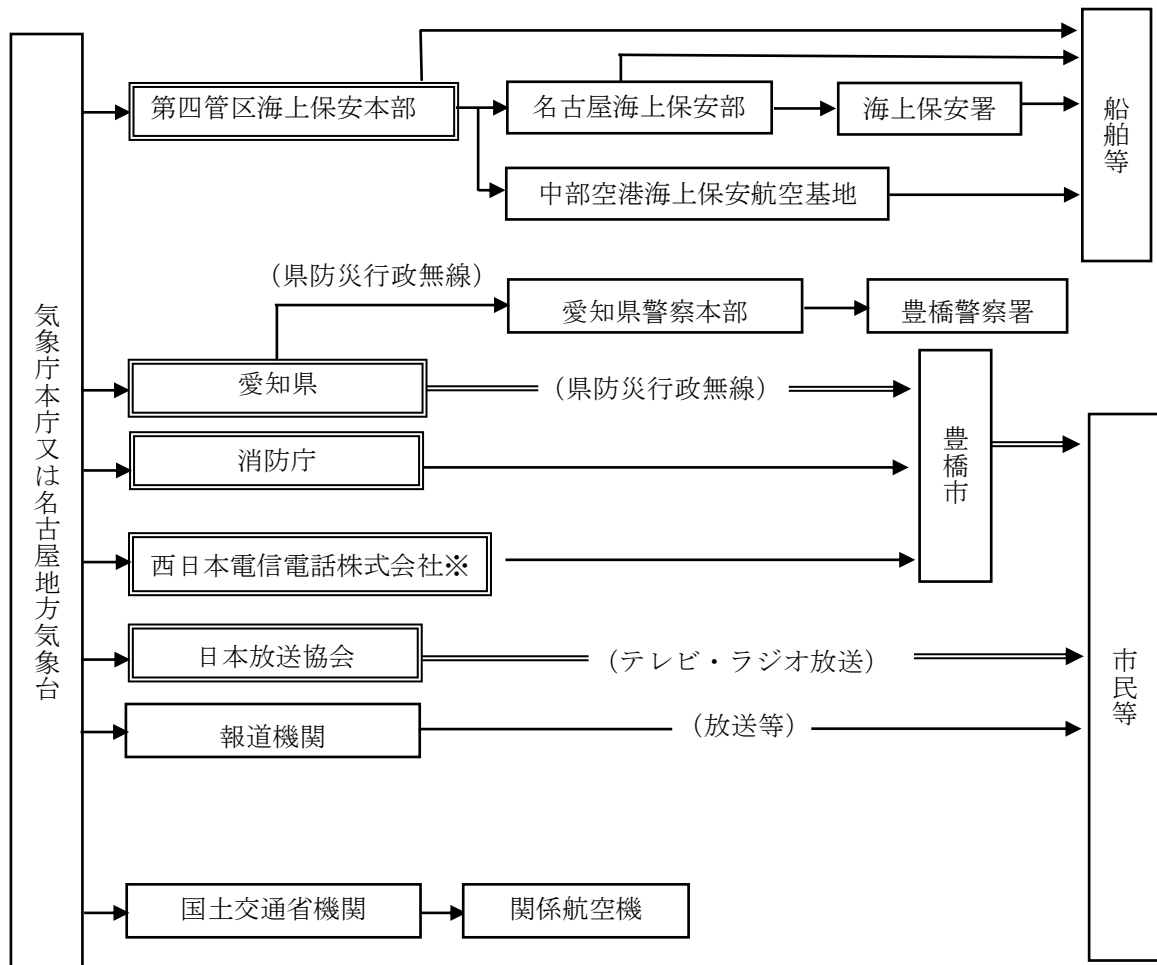 気象庁本庁又は名古屋地方気象台
第四管区海上保安本部
名古屋海上保安部
海上保安署
船舶等
中部空港海上保安航空基地
（県防災行政無線）
愛知県警察本部
豊橋警察署
愛知県
（県防災行政無線）
豊橋市
消防庁
西日本電信電話株式会社※
日本放送協会
（テレビ・ラジオ放送）
市民等
報道機関
（放送等）
国土交通省機関
関係航空機